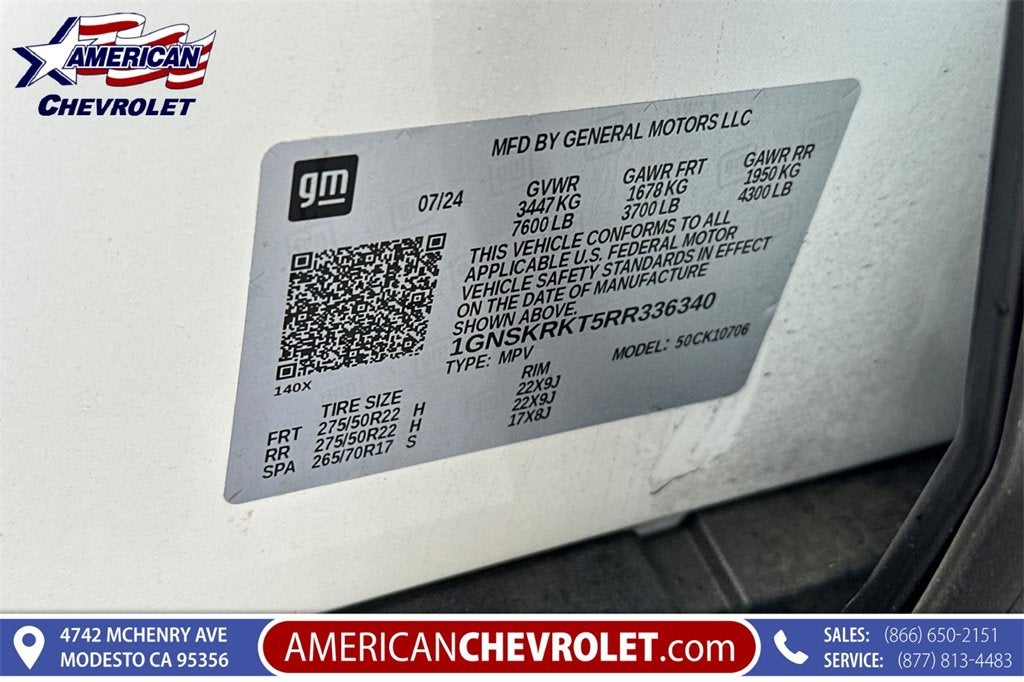 AMERICAN
CHEVROLET
MFD BY GENERAL MOTORS LLC
gm
07/24
GVWR GAWR FRT GAWR RR
3447 KG 1678 KG 1950 KG
7600 LB 3700 LB 4300 LB
THIS VEHICLE CONFORMS TO ALL
APPLICABLE U.S. FEDERAL MOTOR
VEHICLE SAFETY STANDARDS IN EFFECT
ON THE DATE OF MANUFACTURE
SHOWN ABOVE.
1GNSKRKT5RR336340
TYPE: MPV MODEL: 50CK10706
140X
TIRE SIZE RIM
FRT 275/50R22 H 22X9J
RR 275/50R22 H 22X9J
SPA 265/70R17 S 17X8J
4742 MCHENRY AVE
MODESTO CA 95356
AMERICANCHEVROLET.com
SALES: (866) 650-2151
SERVICE: (877) 813-4483